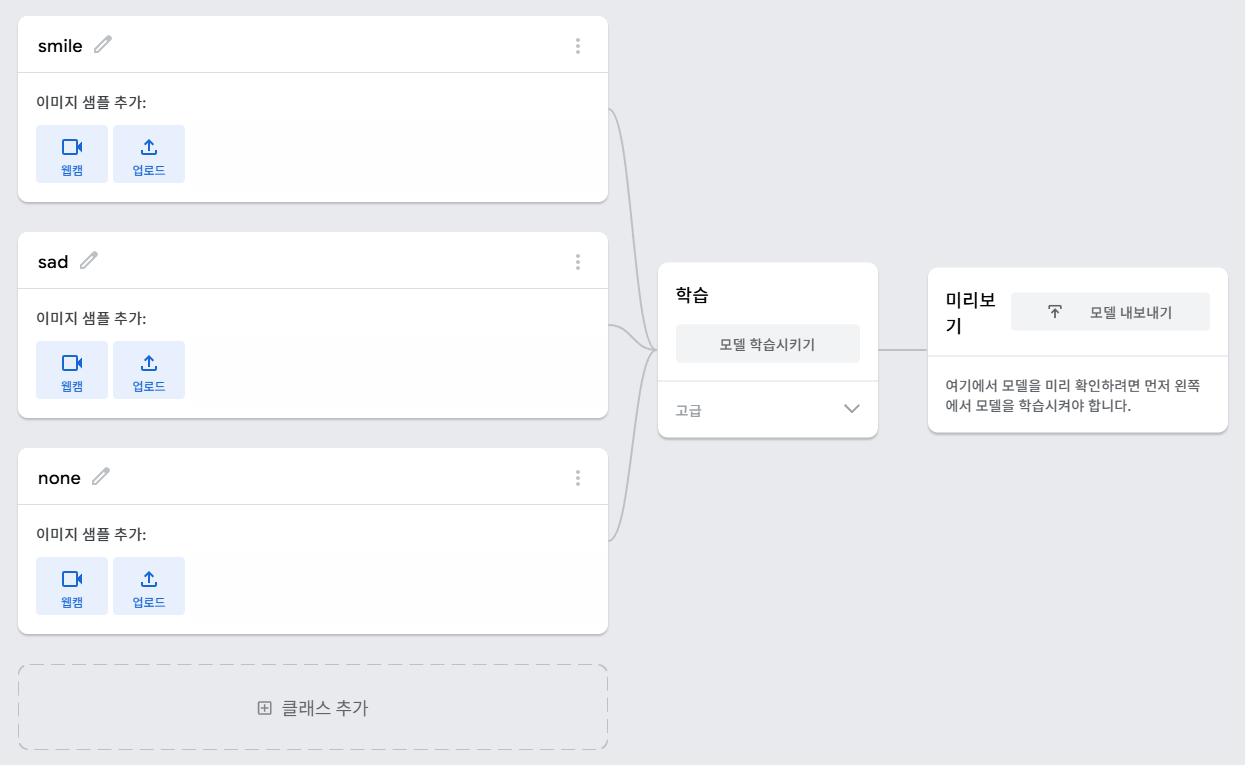 smile
이미지 샘플 추가:
웹캠
업로드
sad
이미지 샘플 추가:
웹캠
업로드
none
이미지 샘플 추가:
웹캠
업로드
클래스 추가
학습
모델 학습시키기
고급
미리보
기
모델 내보내기
여기에서 모델을 미리 확인하려면 먼저 왼쪽
에서 모델을 학습시켜야 합니다.